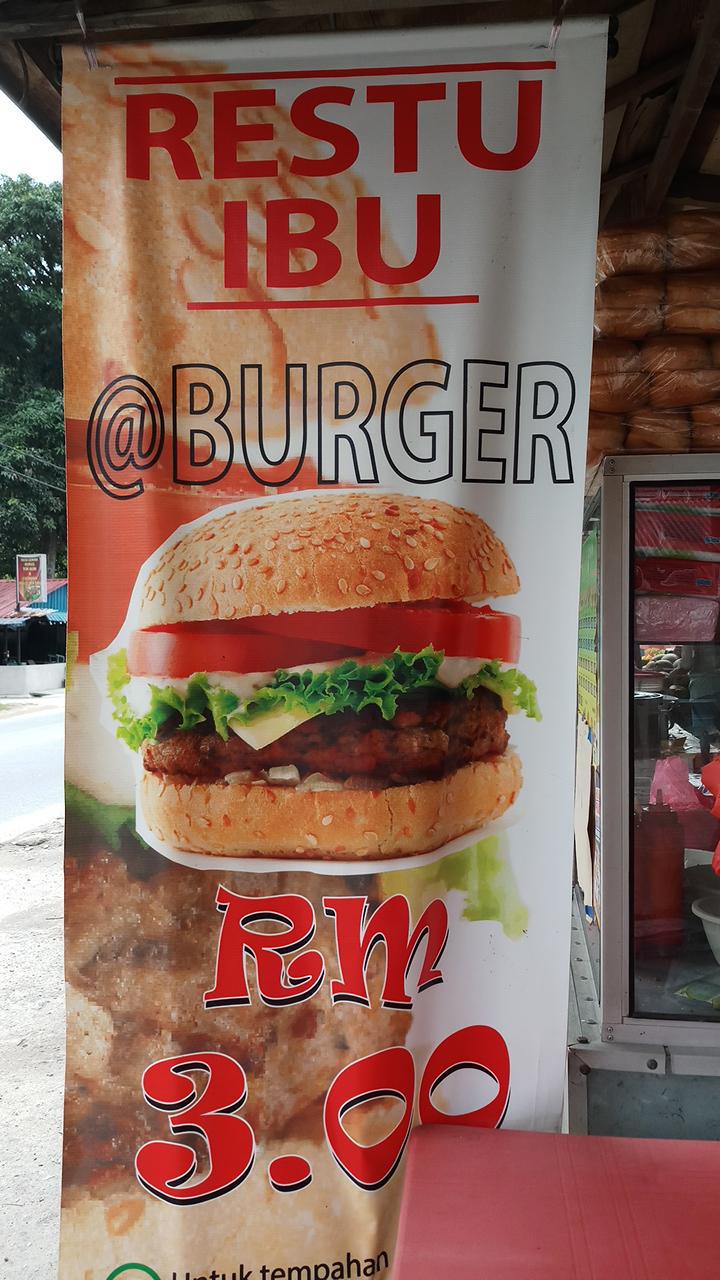 RESTU
IBU
@BURGER
RM
3.00
Untuk tempahan